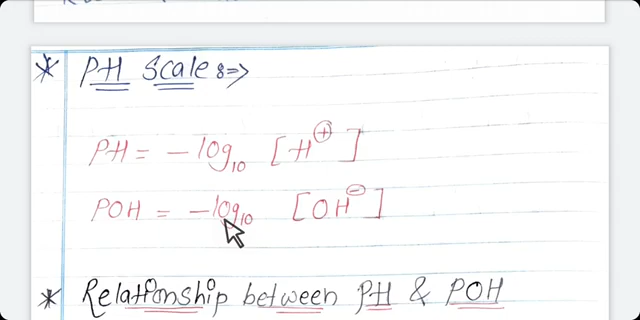 * PH Scale :=>
PH = -log₁₀ [H⊕]
POH = -log₁₀ [OH⊖]
* Relationship between PH & POH